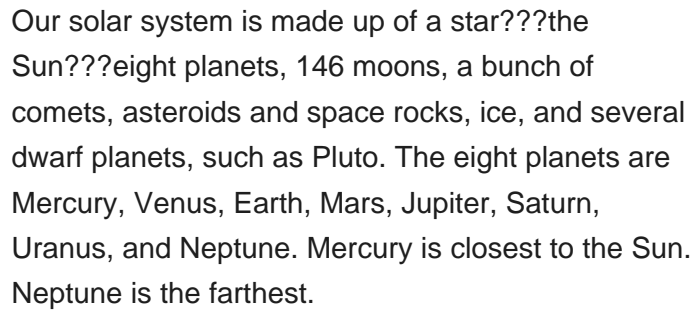 Our solar system is made up of a star???the
Sun???eight planets, 146 moons, a bunch of
comets, asteroids and space rocks, ice, and several
dwarf planets, such as Pluto. The eight planets are
Mercury, Venus, Earth, Mars, Jupiter, Saturn,
Uranus, and Neptune. Mercury is closest to the Sun.
Neptune is the farthest.